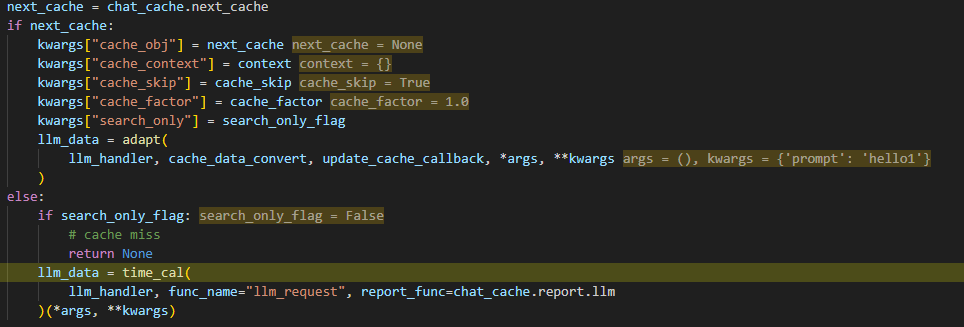 next_cache = chat_cache.next_cache
if next_cache:
    kwargs["cache_obj"] = next_cache next_cache = None
    kwargs["cache_context"] = context context = {}
    kwargs["cache_skip"] = cache_skip cache_skip = True
    kwargs["cache_factor"] = cache_factor cache_factor = 1.0
    kwargs["search_only"] = search_only_flag
    llm_data = adapt(
        llm_handler, cache_data_convert, update_cache_callback, *args, **kwargs args = (), kwargs = {'prompt': 'hello1'}
    )
else:
    if search_only_flag: search_only_flag = False
        # cache miss
        return None
    llm_data = time_cal(
        llm_handler, func_name="llm_request", report_func=chat_cache.report.llm
    )(*args, **kwargs)